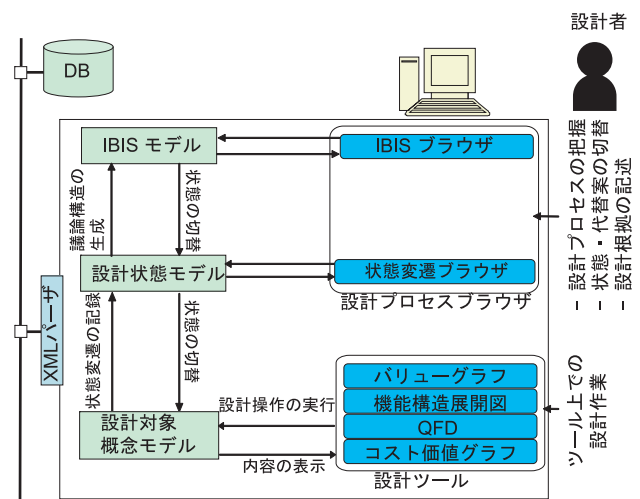 設計者
DB
IBIS モデル
IBIS ブラウザ
議論構造の
生成
状態の切替
設計状態モデル
状態変遷ブラウザ
設計プロセスブラウザ
- 設計プロセスの把握
- 状態・代替案の切替
- 設計根拠の記述
XMLパーザ
状態変遷の記録
状態の切替
設計対象
概念モデル
設計操作の実行
内容の表示
バリューグラフ
機能構造展開図
QFD
コスト価値グラフ
設計ツール
ツール上での
設計作業